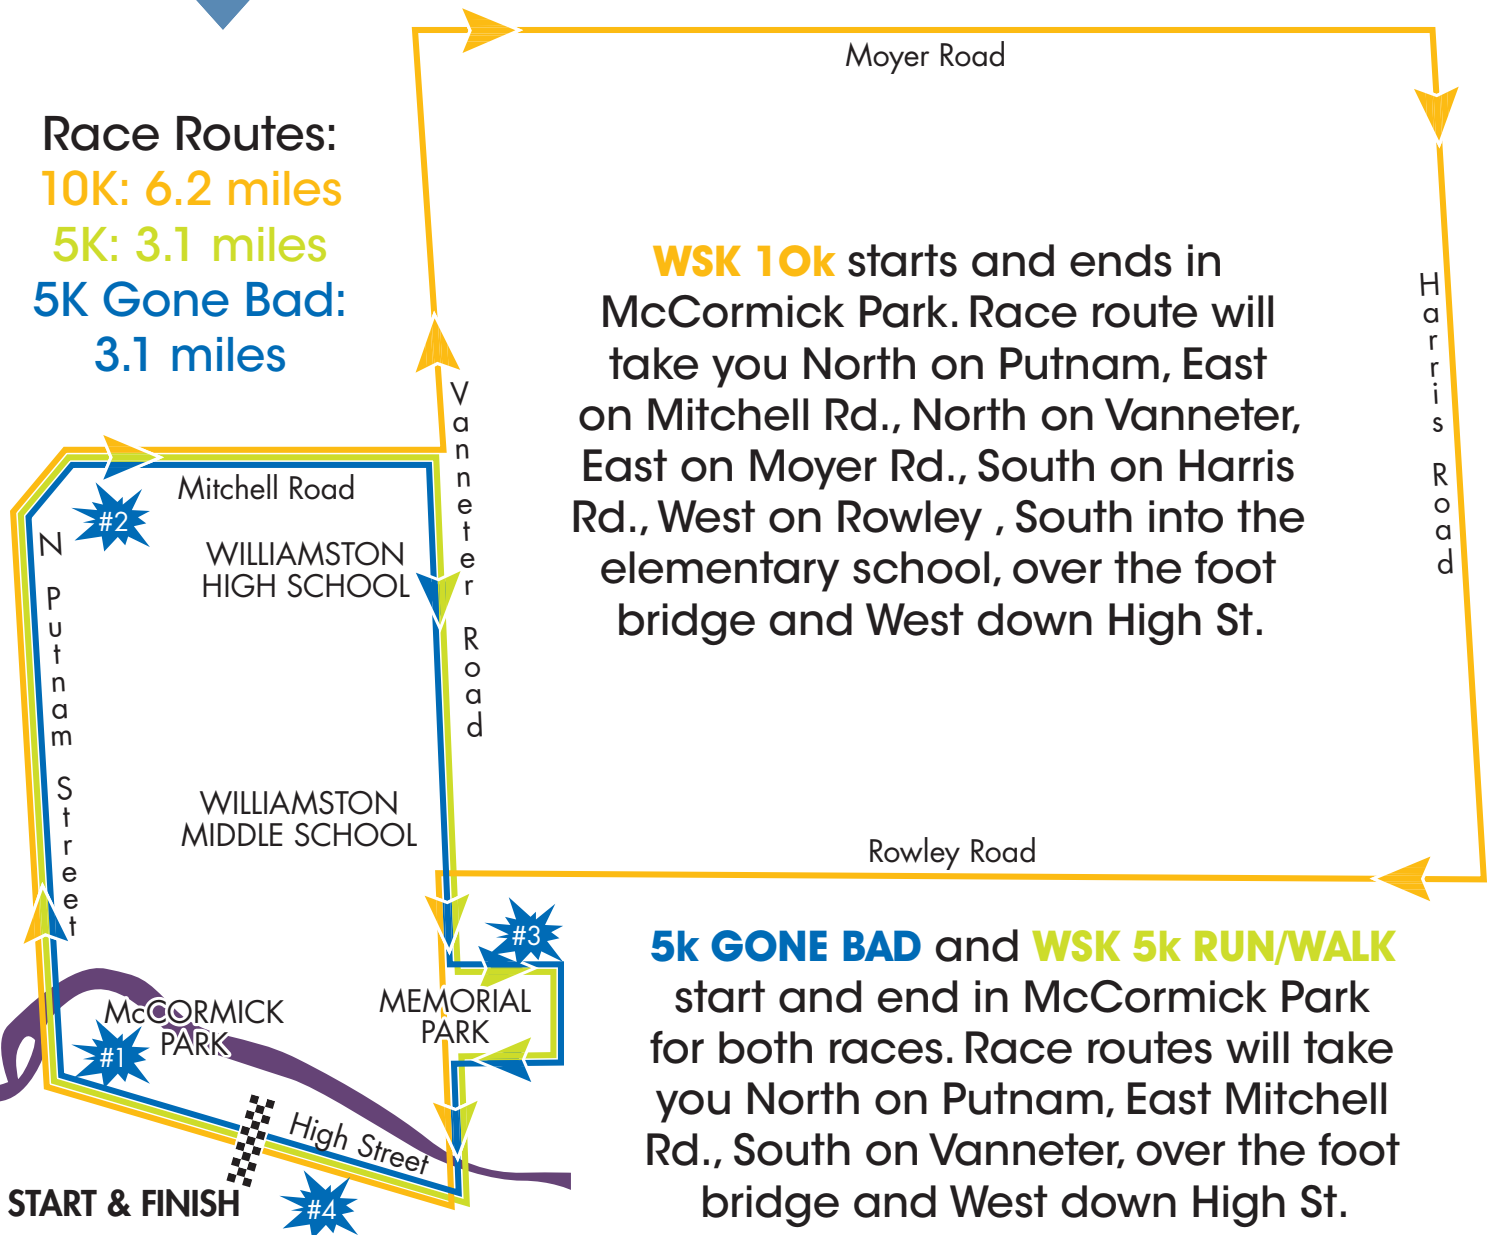 Moyer Road
Race Routes:
10K: 6.2 miles
5K: 3.1 miles
5K Gone Bad:
3.1 miles
WSK 10k starts and ends in
McCormick Park. Race route will
take you North on Putnam, East
on Mitchell Rd., North on Vanneter,
East on Moyer Rd., South on Harris
Rd., West on Rowley , South into the
elementary school, over the foot
bridge and West down High St.
Harris Road
Vanneter Road
Mitchell Road
#2
N Putnam Street
WILLIAMSTON
HIGH SCHOOL
WILLIAMSTON
MIDDLE SCHOOL
Rowley Road
#3
5k GONE BAD and WSK 5k RUN/WALK
start and end in McCormick Park
for both races. Race routes will take
you North on Putnam, East Mitchell
Rd., South on Vanneter, over the foot
bridge and West down High St.
McCORMICK
PARK
MEMORIAL
PARK
#1
High Street
START & FINISH
#4